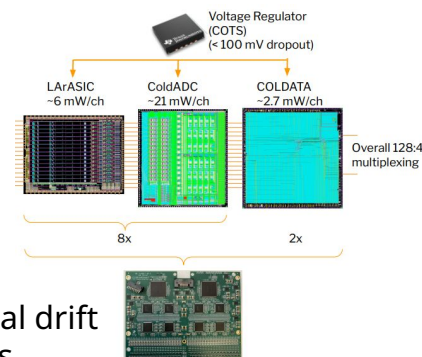 Voltage Regulator
(COTS)
(< 100 mV dropout)
LArASIC
~6 mW/ch
ColdADC
~21 mW/ch
COLDATA
~2.7 mW/ch
Overall 128:4
multiplexing
8x
2x
al drift